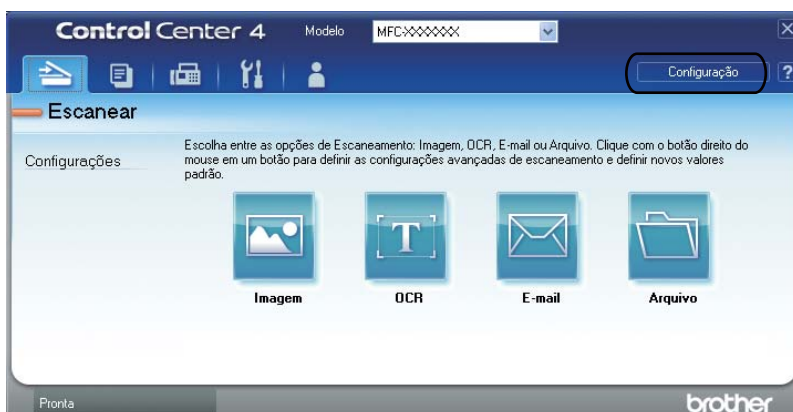 Control Center 4
Modelo
MFC-XXXXXXX
Configuração
?
Escanear
Configurações
Escolha entre as opções de Escaneamento: Imagem, OCR, E-mail ou Arquivo. Clique com o botão direito do
mouse em um botão para definir as configurações avançadas de escaneamento e definir novos valores
padrão.
T
Imagem
OCR
E-mail
Arquivo
Pronta
brother